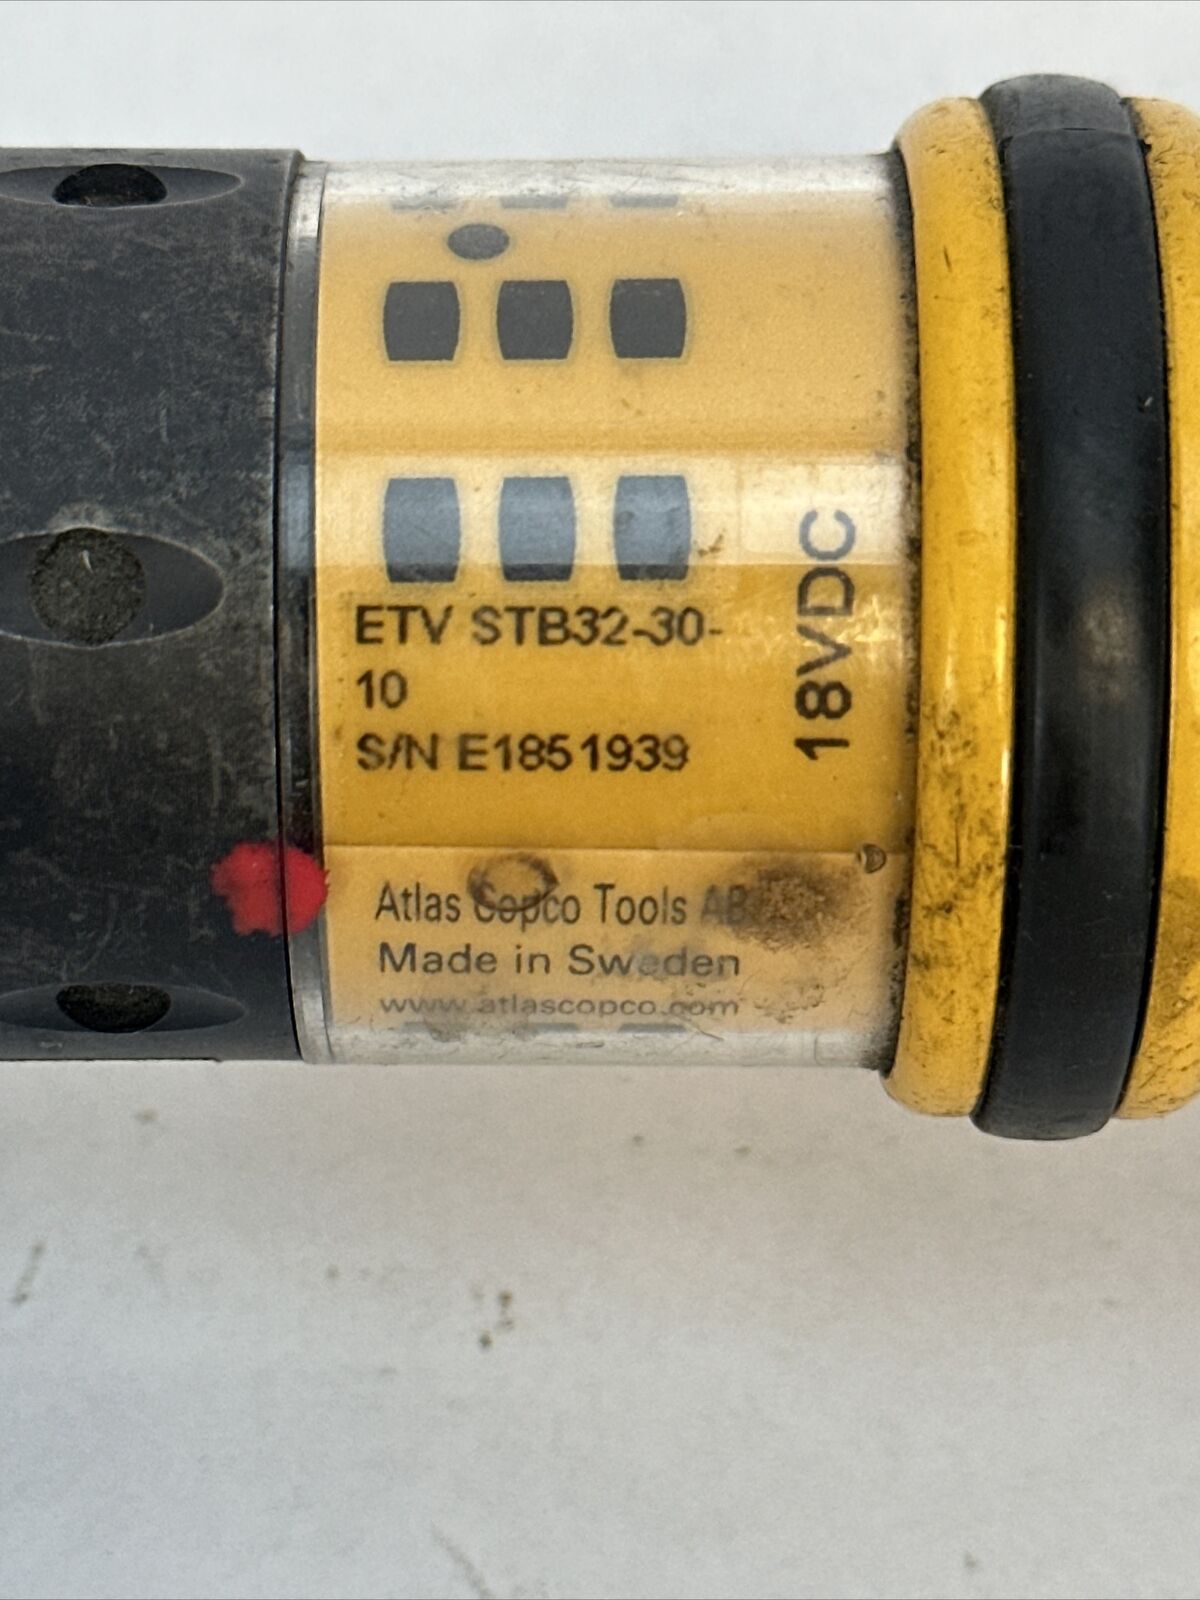 ETV STB32-30-
10
S/N E1851939
18VDC
Atlas Copco Tools AB
Made in Sweden
www.atlascopco.com